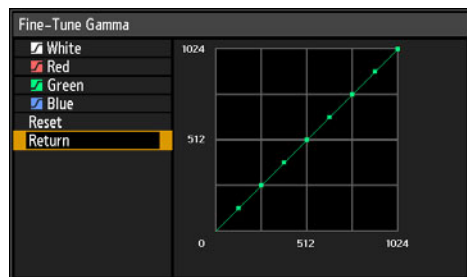 Fine-Tune Gamma
White
Red
Green
Blue
Reset
Return
1024
512
0
512
1024